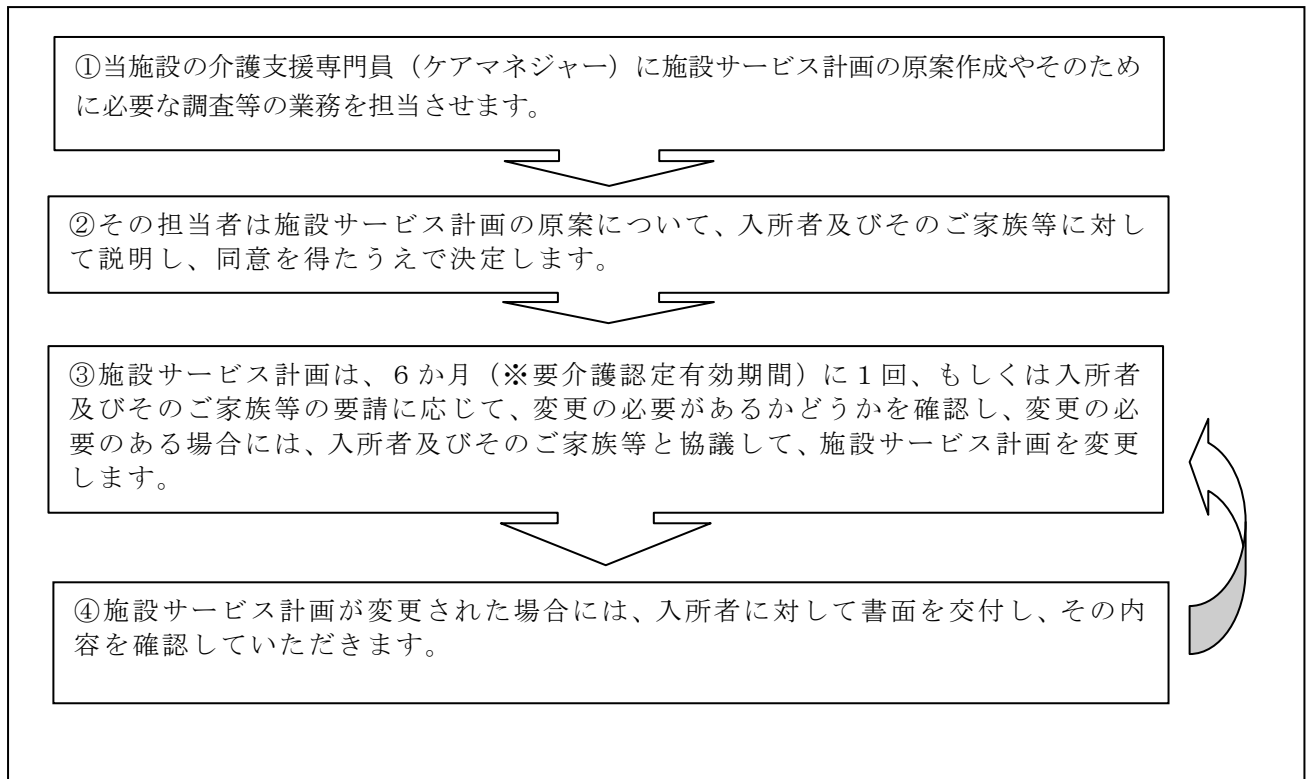 ①当施設の介護支援専門員（ケアマネジャー）に施設サービス計画の原案作成やそのため
に必要な調査等の業務を担当させます。
②その担当者は施設サービス計画の原案について、入所者及びそのご家族等に対し
て説明し、同意を得たうえで決定します。
③施設サービス計画は、６か月（※要介護認定有効期間）に１回、もしくは入所者
及びそのご家族等の要請に応じて、変更の必要があるかどうかを確認し、変更の必
要のある場合には、入所者及びそのご家族等と協議して、施設サービス計画を変更
します。
④施設サービス計画が変更された場合には、入所者に対して書面を交付し、その内
容を確認していただきます。